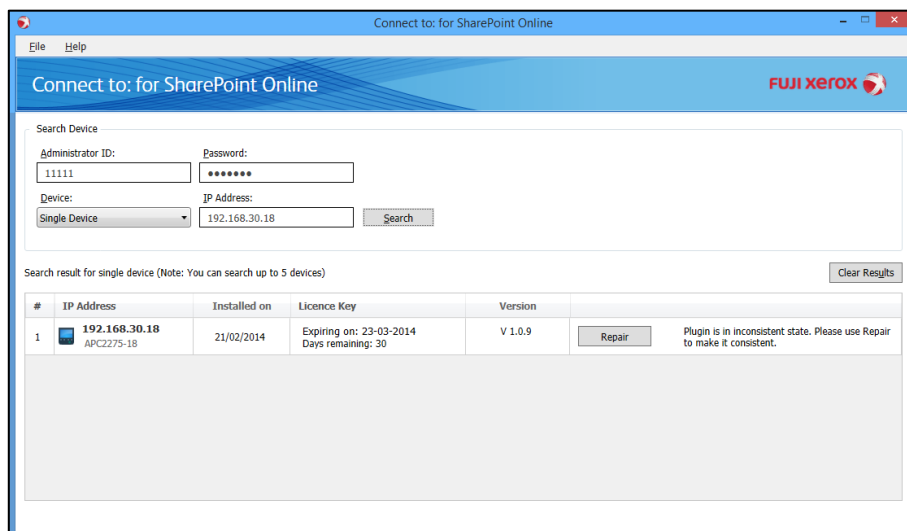 Connect to: for SharePoint Online
File Help
Connect to: for SharePoint Online
FUJI xerox
Search Device
Administrator ID: Password:
11111 ●●●●●●●
Device: IP Address:
Single Device 192.168.30.18 Search
Search result for single device (Note: You can search up to 5 devices) Clear Results
# IP Address Installed on Licence Key Version
1 192.168.30.18 21/02/2014 Expiring on: 23-03-2014 V 1.0.9 Repair Plugin is in inconsistent state. Please use Repair
APC2275-18 Days remaining: 30 to make it consistent.